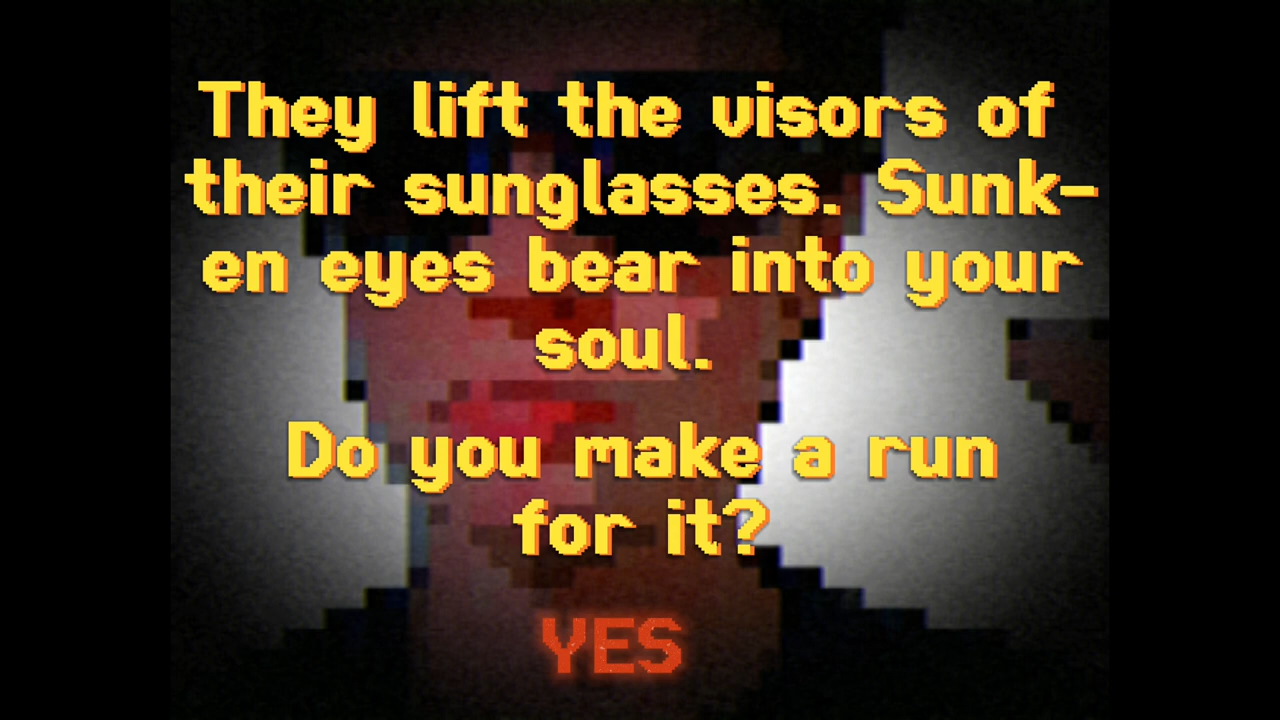 They lift the visors of
their sunglasses. Sunk-
en eyes bear into your
soul.
Do you make a run
for it?
YES